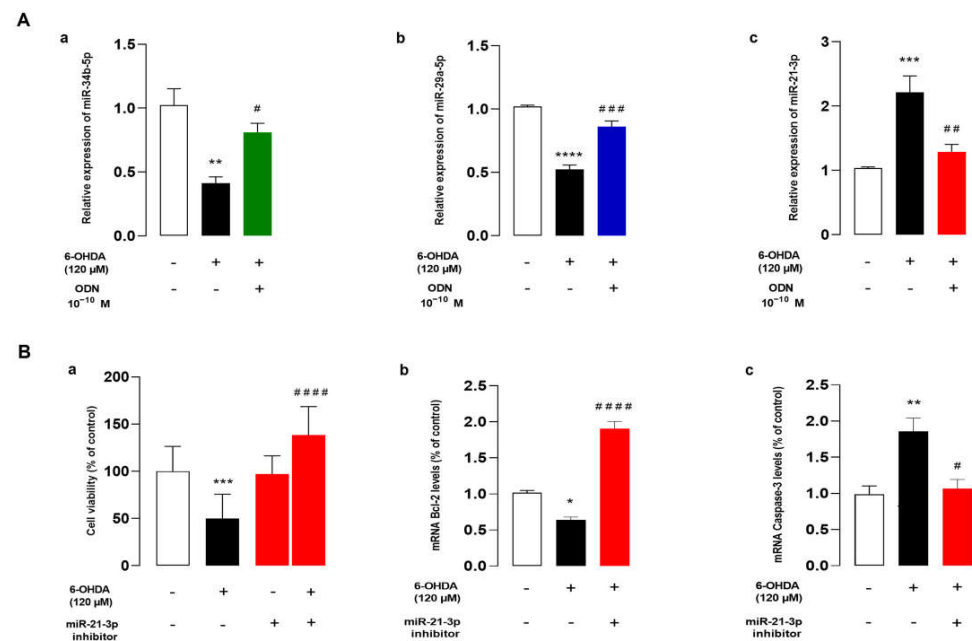 A
a
Relative expression of miR-34b-5p
1.5
1.0
0.5
0.0
**
#
6-OHDA
(120 µM)
- + +
ODN
10⁻¹⁰ M
- - +
b
Relative expression of miR-29a-5p
1.5
1.0
0.5
0.0
****
###
6-OHDA
(120 µM)
- + +
ODN
10⁻¹⁰ M
- - +
c
Relative expression of miR-21-3p
3
2
1
0
***
##
6-OHDA
(120 µM)
- + +
ODN
10⁻¹⁰ M
- - +
B
a
Cell viability (% of control)
200
150
100
50
0
***
####
6-OHDA
(120 µM)
- + - +
miR-21-3p
inhibitor
- - + +
b
mRNA Bcl-2 levels (% of control)
2.5
2.0
1.5
1.0
0.5
0.0
*
####
6-OHDA
(120 µM)
- + +
miR-21-3p
inhibitor
- - +
c
mRNA Caspase-3 levels (% of control)
2.5
2.0
1.5
1.0
0.5
0.0
**
#
6-OHDA
(120 µM)
- + +
miR-21-3p
inhibitor
- - +